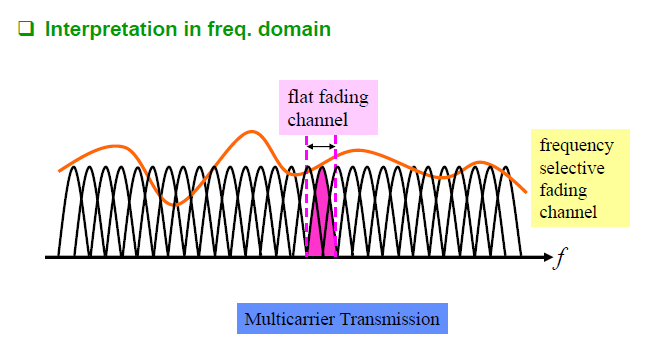 Interpretation in freq. domain
flat fading
channel
frequency
selective
fading
channel
f
Multicarrier Transmission